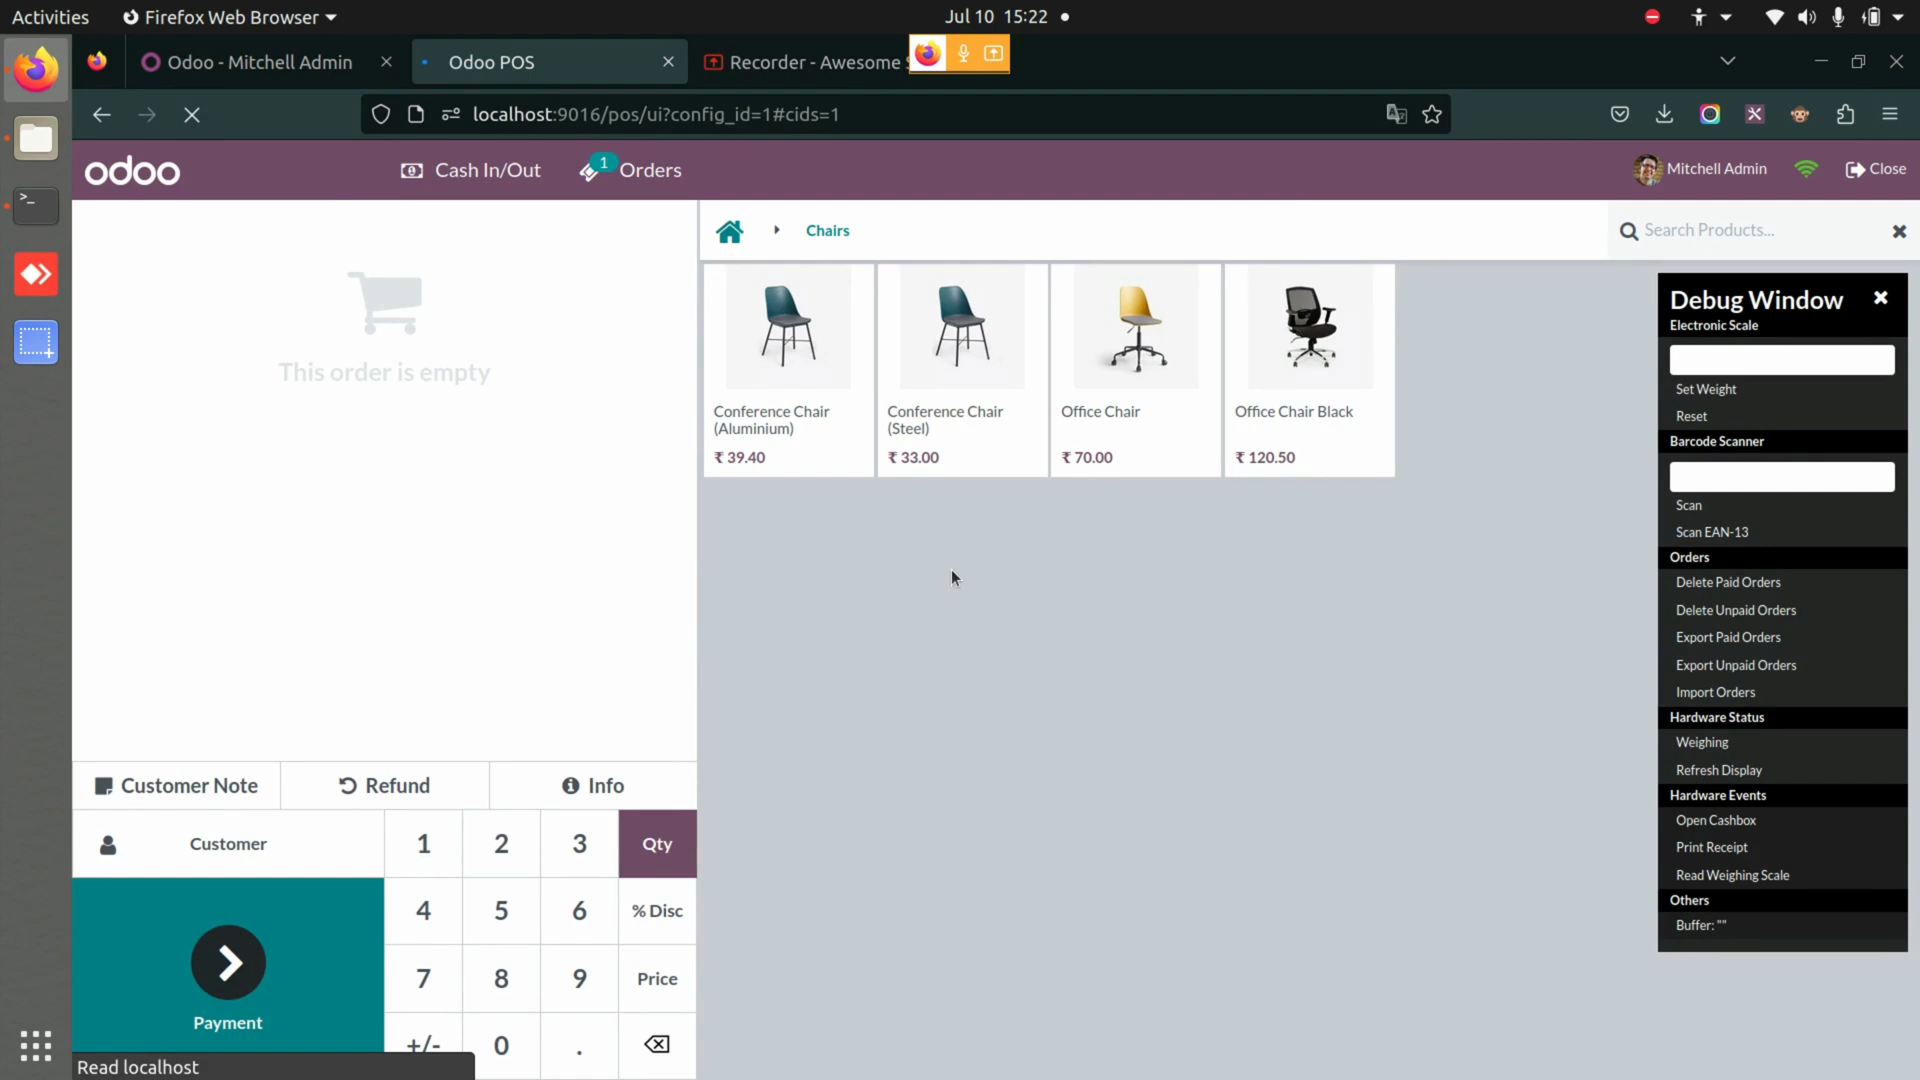 Activities
Firefox Web Browser
Jul 10 15:22
Odoo - Mitchell Admin
Odoo POS
Recorder - Awesome
localhost:9016/pos/ui?config_id=1#cids=1
odoo
Cash In/Out
1
Orders
Mitchell Admin
Close
Chairs
Search Products...
This order is empty
Conference Chair
(Aluminium)
₹ 39.40
Conference Chair
(Steel)
₹ 33.00
Office Chair
₹ 70.00
Office Chair Black
₹ 120.50
Debug Window
Electronic Scale
Set Weight
Reset
Barcode Scanner
Scan
Scan EAN-13
Orders
Delete Paid Orders
Delete Unpaid Orders
Export Paid Orders
Export Unpaid Orders
Import Orders
Hardware Status
Weighing
Refresh Display
Hardware Events
Open Cashbox
Print Receipt
Read Weighing Scale
Others
Buffer: ""
Customer Note
Refund
Info
Customer
1 2 3 Qty
4 5 6 % Disc
7 8 9 Price
+/- 0 .
Payment
Read localhost